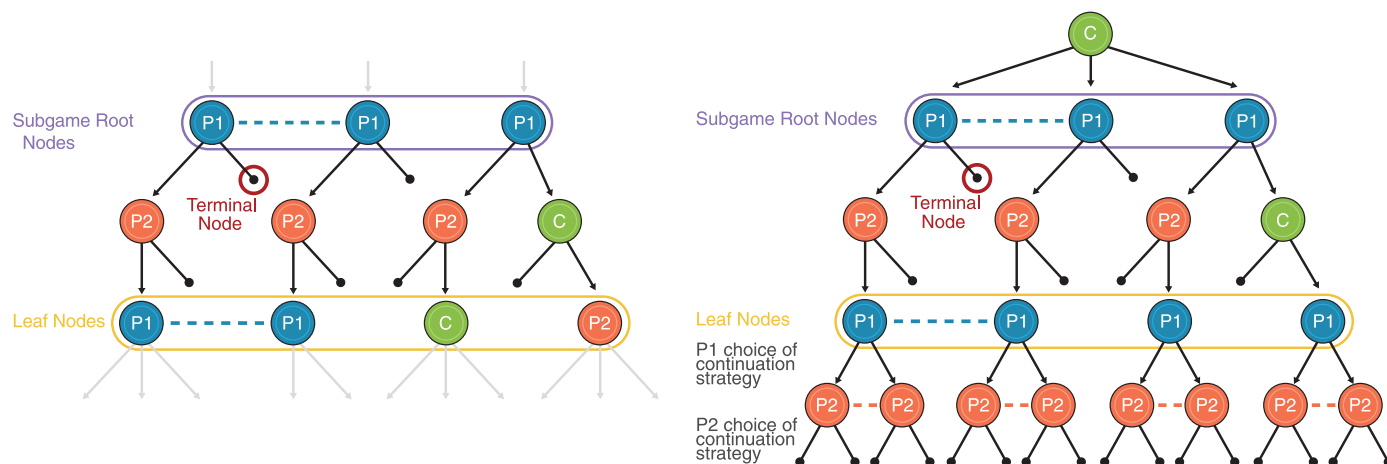 Subgame Root
Nodes
P1 P1 P1
Terminal
Node
P2 P2 P2 C
Leaf Nodes
P1 P1 C P2
C
Subgame Root Nodes
P1 P1 P1
Terminal
Node
P2 P2 P2 C
Leaf Nodes
P1 P1 P1 P1
P1 choice of
continuation
strategy
P2 P2 P2 P2 P2 P2 P2 P2
P2 choice of
continuation
strategy